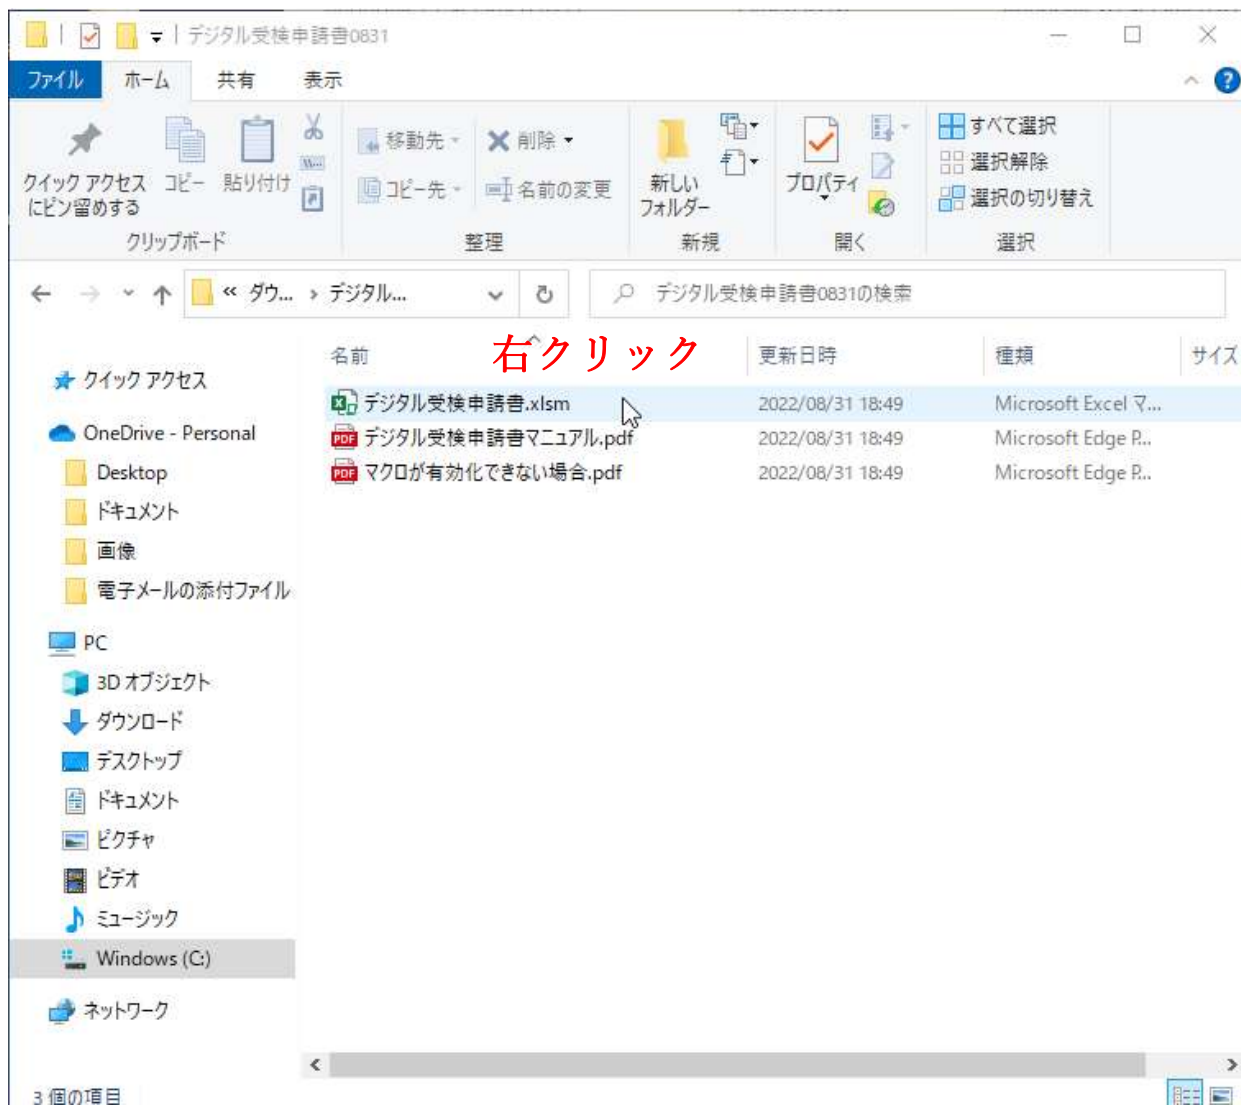 デジタル受検申請書0831
ファイル ホーム 共有 表示
クイック アクセス
にピン留めする
コピー
貼り付け
移動先
コピー先
削除
名前の変更
新しい
フォルダー
プロパティ
すべて選択
選択解除
選択の切り替え
クリップボード 整理 新規 開く 選択
« ダウ... › デジタル...
デジタル受検申請書0831の検索
右クリック
名前 更新日時 種類 サイズ
デジタル受検申請書.xlsm 2022/08/31 18:49 Microsoft Excel マ...
デジタル受検申請書マニュアル.pdf 2022/08/31 18:49 Microsoft Edge P...
マクロが有効化できない場合.pdf 2022/08/31 18:49 Microsoft Edge P...
クイック アクセス
OneDrive - Personal
Desktop
ドキュメント
画像
電子メールの添付ファイル
PC
3D オブジェクト
ダウンロード
デスクトップ
ドキュメント
ピクチャ
ビデオ
ミュージック
Windows (C:)
ネットワーク
3 個の項目